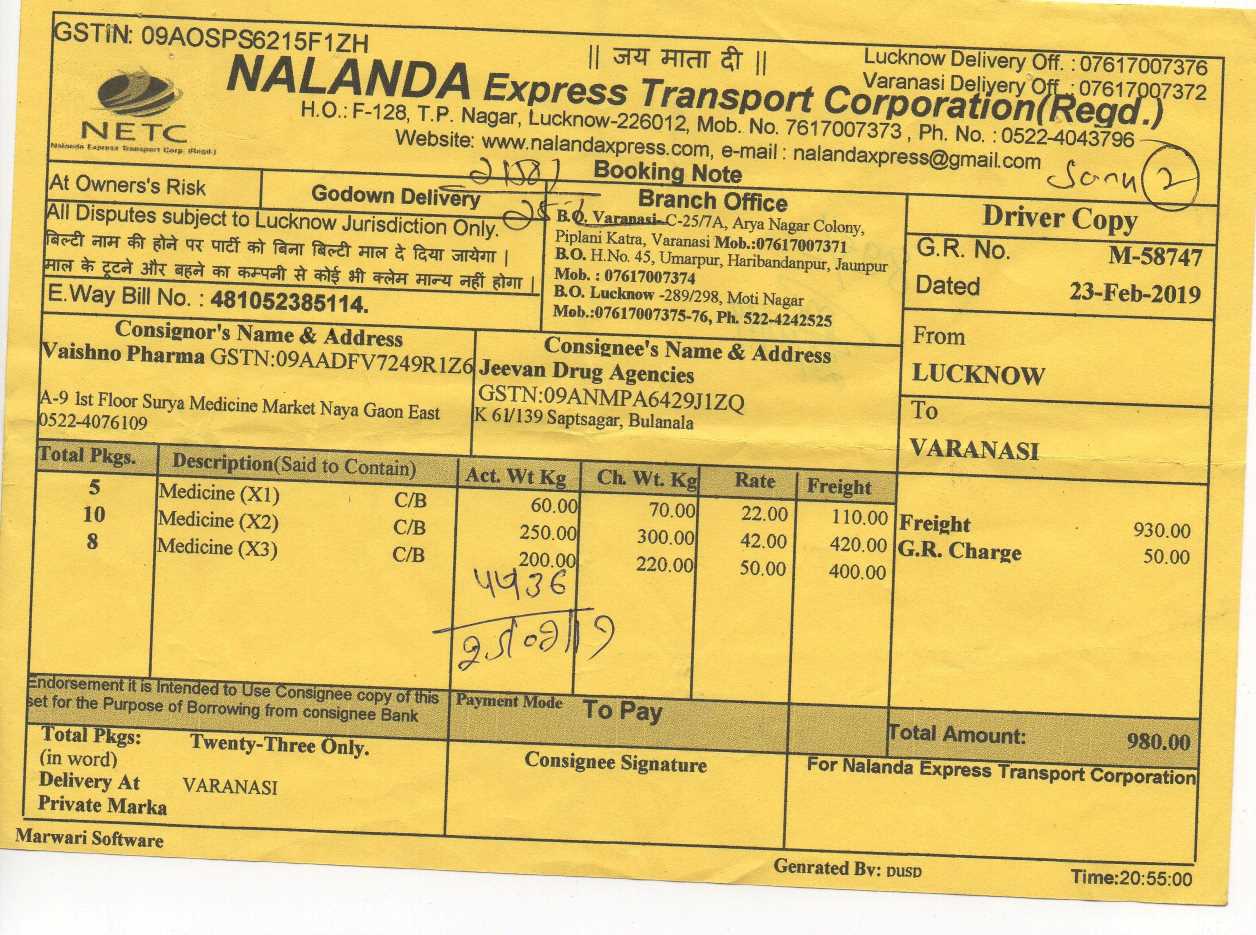 GSTIN: 09AOSPS6215F1ZH
|| जय माता दी ||
Lucknow Delivery Off. : 07617007376
Varanasi Delivery Off. : 07617007372
NALANDA Express Transport Corporation(Regd.)
NETC
Nalanda Express Transport Corp. (Regd.)
H.O.: F-128, T.P. Nagar, Lucknow-226012, Mob. No. 7617007373 , Ph. No. : 0522-4043796
Website: www.nalandaxpress.com, e-mail : nalandaxpress@gmail.com
Booking Note
2
At Owners's Risk
Godown Delivery
All Disputes subject to Lucknow Jurisdiction Only.
बिल्टी नाम की होने पर पार्टी को बिना बिल्टी माल दे दिया जायेगा |
माल के टूटने और बहने का कम्पनी से कोई भी क्लेम मान्य नहीं होगा |
E.Way Bill No. : 481052385114.
Branch Office
B.O. Varanasi-C-25/7A, Arya Nagar Colony,
Piplani Katra, Varanasi Mob.:07617007371
B.O. H.No. 45, Umarpur, Haribandanpur, Jaunpur
Mob. : 07617007374
B.O. Lucknow -289/298, Moti Nagar
Mob.:07617007375-76, Ph. 522-4242525
Driver Copy
G.R. No. M-58747
Dated 23-Feb-2019
Consignor's Name & Address
Vaishno Pharma GSTN:09AADFV7249R1Z6
A-9 1st Floor Surya Medicine Market Naya Gaon East
0522-4076109
Consignee's Name & Address
Jeevan Drug Agencies
GSTN:09ANMPA6429J1ZQ
K 61/139 Saptsagar, Bulanala
From
LUCKNOW
To
VARANASI
Total Pkgs. Description(Said to Contain) Act. Wt Kg Ch. Wt. Kg Rate Freight
5 Medicine (X1) C/B 60.00 70.00 22.00 110.00
10 Medicine (X2) C/B 250.00 300.00 42.00 420.00
8 Medicine (X3) C/B 200.00 220.00 50.00 400.00
Freight 930.00
G.R. Charge 50.00
Endorsement it is Intended to Use Consignee copy of this
set for the Purpose of Borrowing from consignee Bank
Payment Mode To Pay
Total Amount: 980.00
Total Pkgs: Twenty-Three Only.
(in word)
Delivery At VARANASI
Private Marka
Consignee Signature
For Nalanda Express Transport Corporation
Marwari Software
Genrated By: DUSD
Time:20:55:00